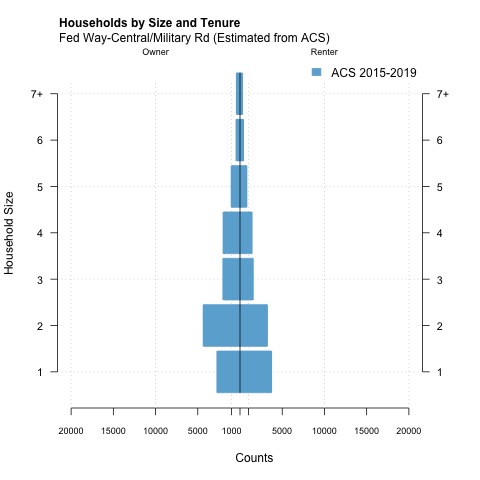 Households by Size and Tenure
Fed Way-Central/Military Rd (Estimated from ACS)
Owner Renter
ACS 2015-2019
7+ 7+
6 6
5 5
4 4
3 3
2 2
1 1
Household Size
20000 15000 10000 5000 1000 5000 10000 15000 20000
Counts